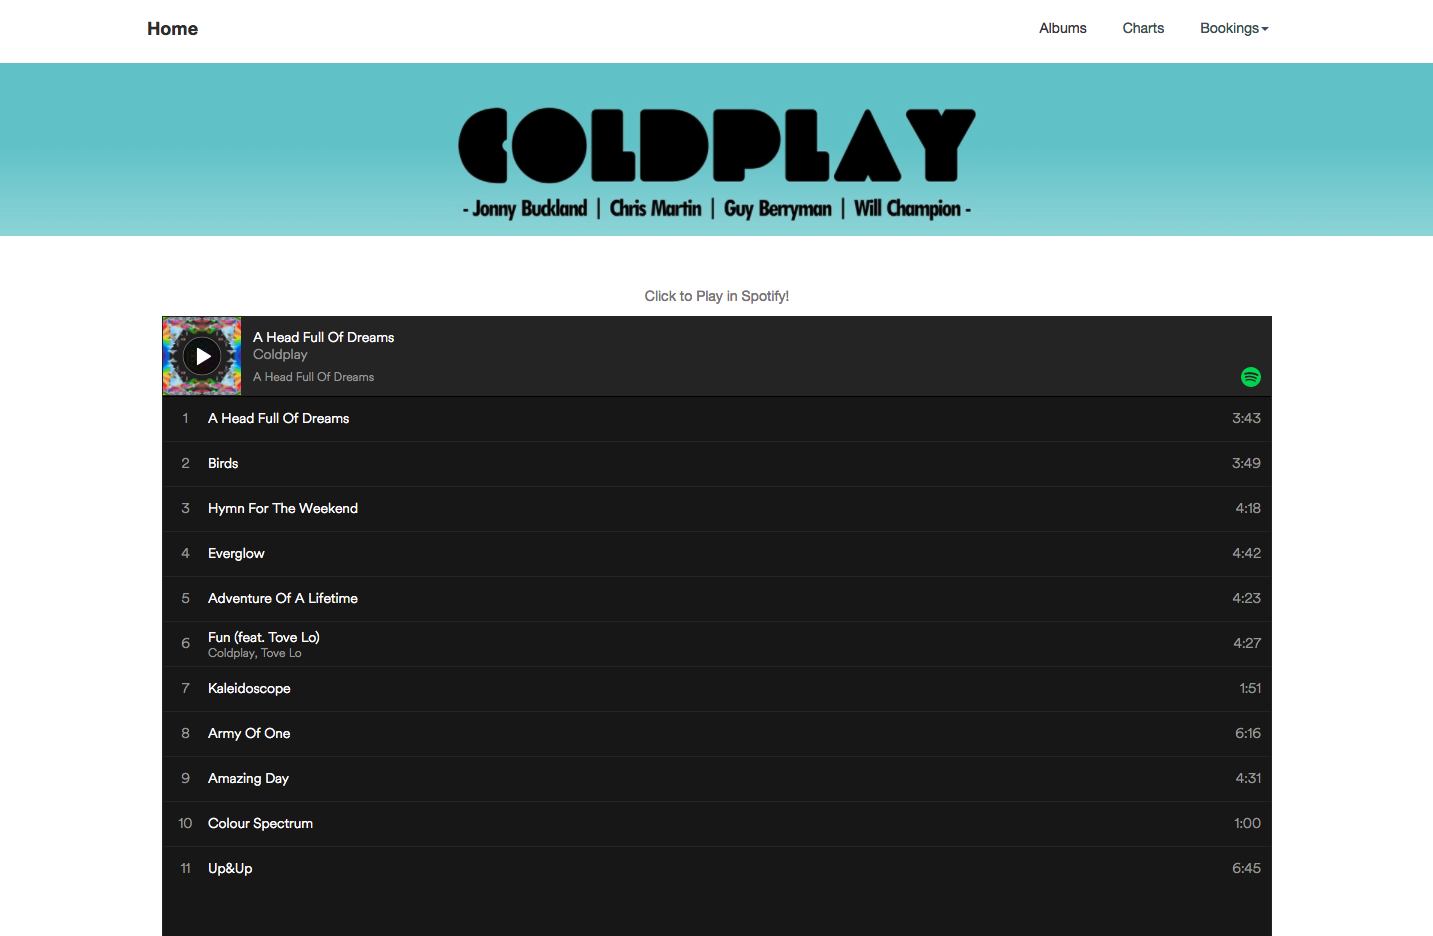 Home Albums Charts Bookings
COLDPLAY
- Jonny Buckland | Chris Martin | Guy Berryman | Will Champion -
Click to Play in Spotify!
A Head Full Of Dreams
Coldplay
A Head Full Of Dreams
1 A Head Full Of Dreams 3:43
2 Birds 3:49
3 Hymn For The Weekend 4:18
4 Everglow 4:42
5 Adventure Of A Lifetime 4:23
6 Fun (feat. Tove Lo) 4:27
Coldplay, Tove Lo
7 Kaleidoscope 1:51
8 Army Of One 6:16
9 Amazing Day 4:31
10 Colour Spectrum 1:00
11 Up&Up 6:45